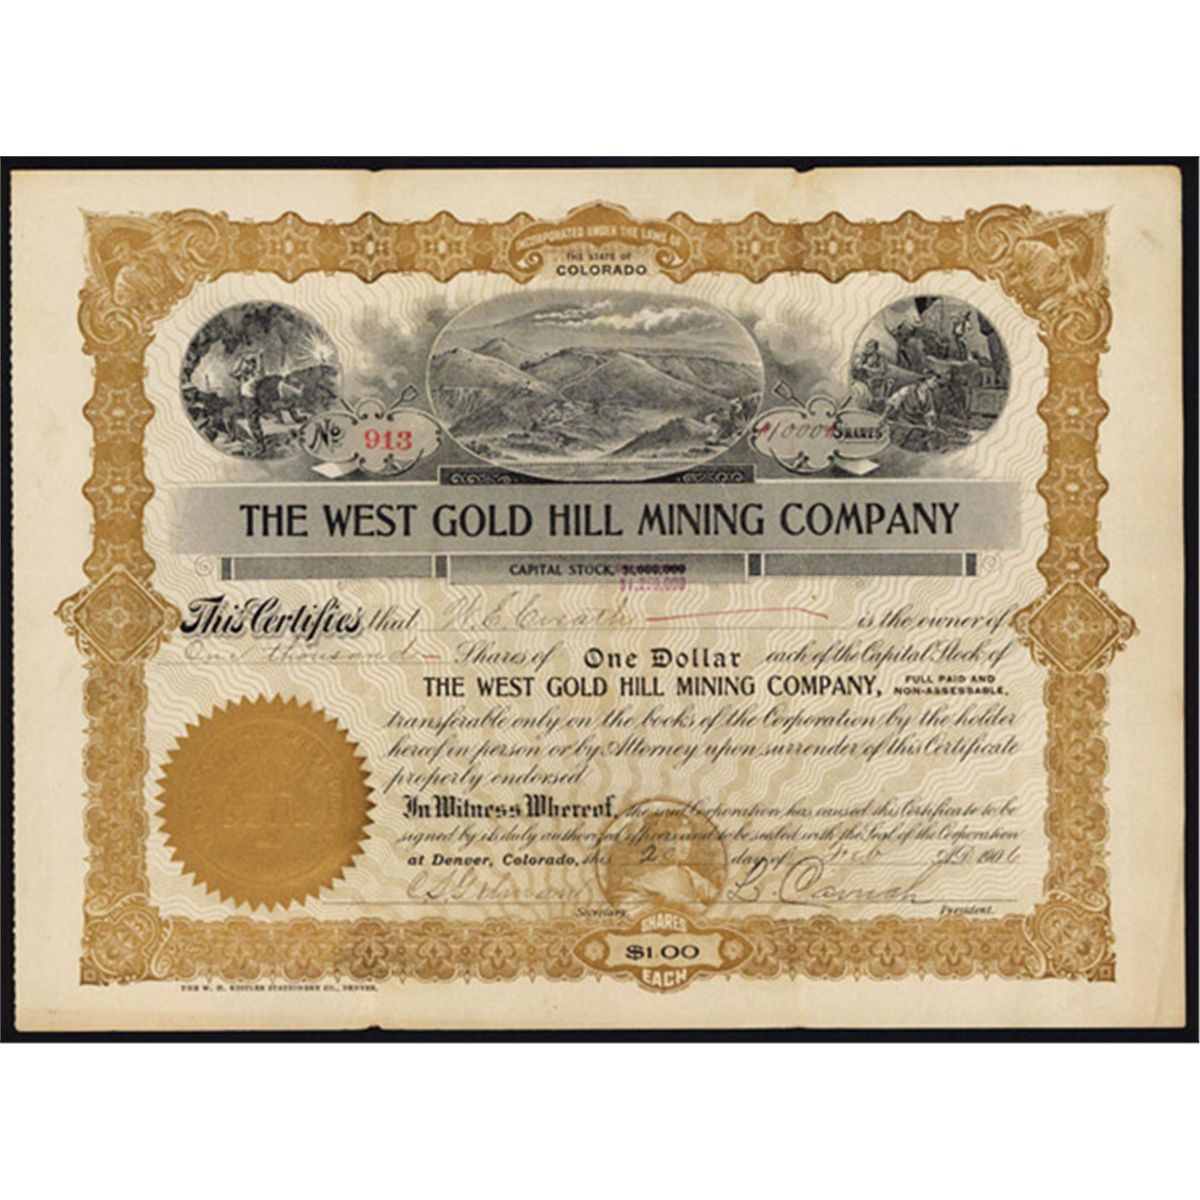 INCORPORATED UNDER THE LAWS OF
THE STATE OF
COLORADO
No 913
1000 SHARES
THE WEST GOLD HILL MINING COMPANY
CAPITAL STOCK, $1,000,000
$1,250,000
This Certifies that W. E. is the owner of
One thousand Shares of One Dollar each of the Capital Stock of
THE WEST GOLD HILL MINING COMPANY, FULL PAID AND NON-ASSESSABLE,
transferable only on the books of the Corporation by the holder
hereof in person or by Attorney upon surrender of this Certificate
properly endorsed.
In Witness Whereof, the said Corporation has caused this Certificate to be
signed by its duly authorized officers and to be sealed with the Seal of the Corporation
at Denver, Colorado, this 20 day of Feb A.D. 1906
Secretary. President.
SHARES
$1.00
EACH
THE W. H. KISTLER STATIONERY CO., DENVER.